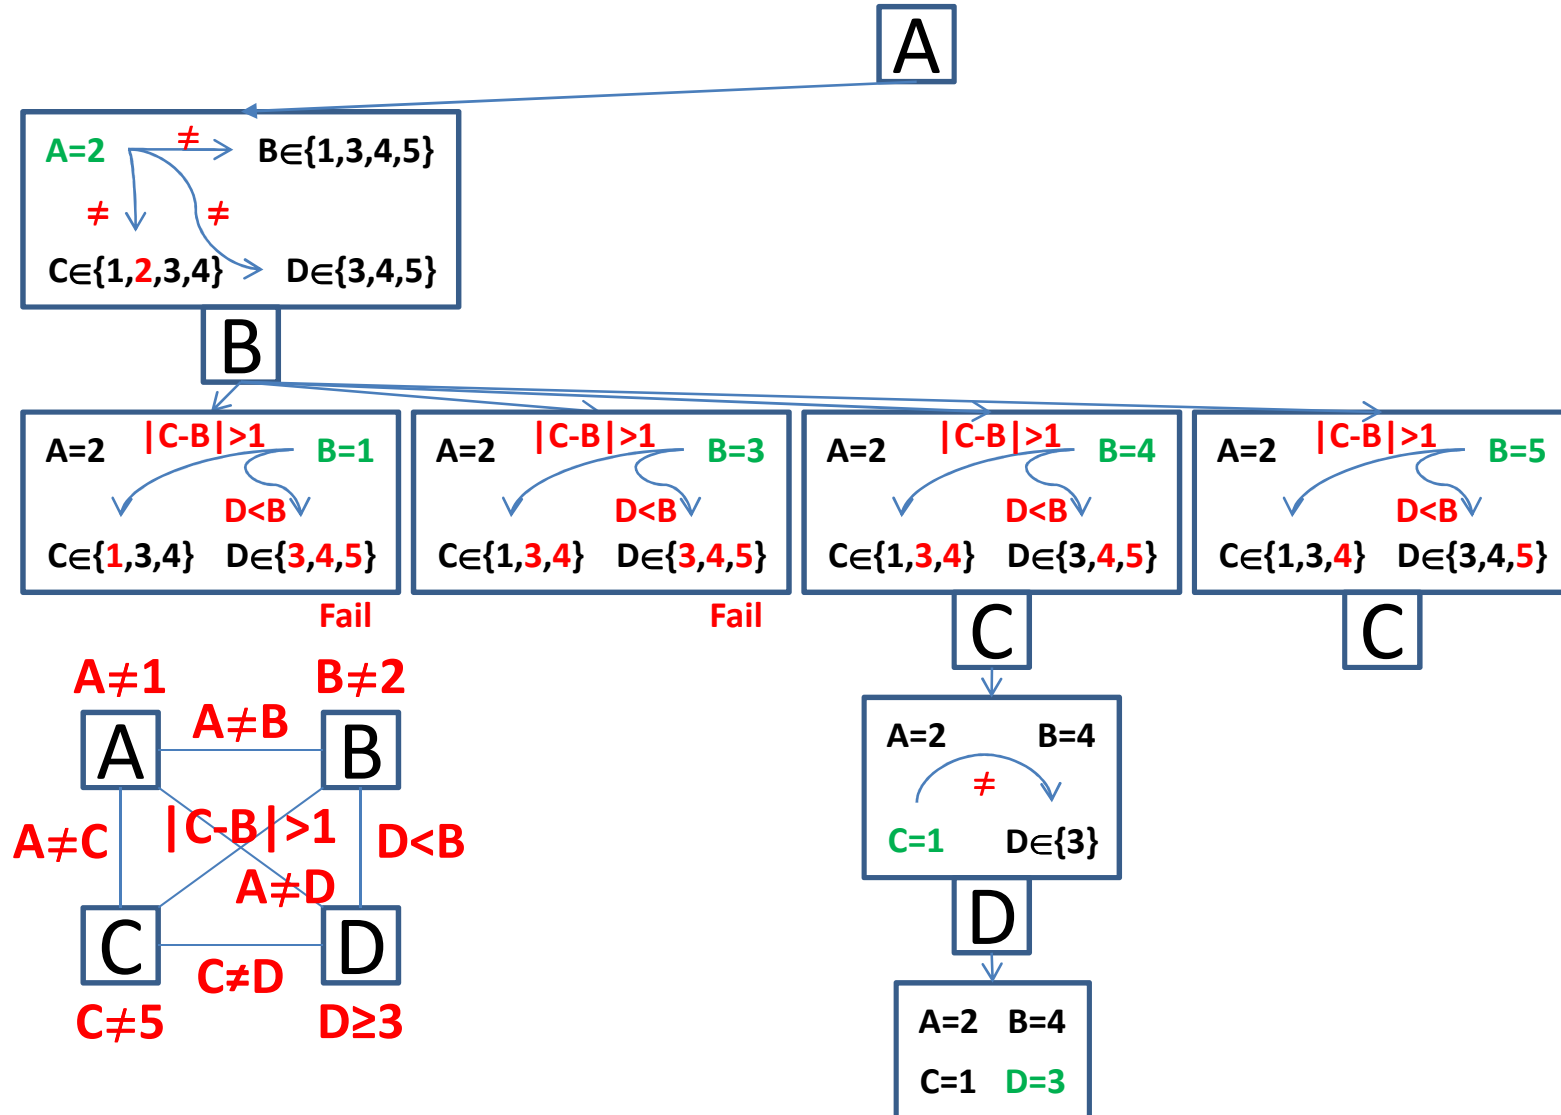 A
A=2 ≠ B∈{1,3,4,5}
≠ ≠
C∈{1,2,3,4} D∈{3,4,5}
B
A=2 |C-B|>1 B=1
D<B
C∈{1,3,4} D∈{3,4,5}
Fail
A=2 |C-B|>1 B=3
D<B
C∈{1,3,4} D∈{3,4,5}
Fail
A=2 |C-B|>1 B=4
D<B
C∈{1,3,4} D∈{3,4,5}
C
A=2 |C-B|>1 B=5
D<B
C∈{1,3,4} D∈{3,4,5}
C
A=2 B=4
≠
C=1 D∈{3}
D
A=2 B=4
C=1 D=3
A≠1 B≠2
A≠B
A B
A≠C |C-B|>1 D<B
A≠D
C D
C≠D
C≠5 D≥3